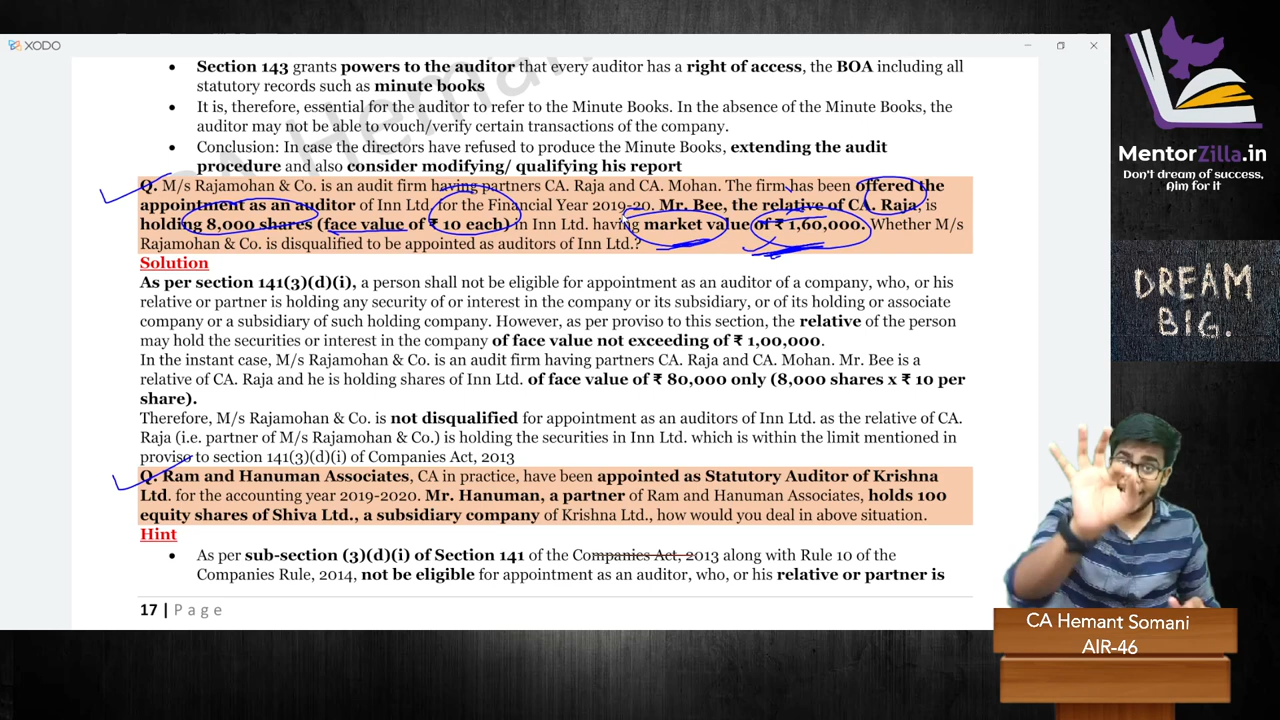 XODO
• Section 143 grants powers to the auditor that every auditor has a right of access, the BOA including all
statutory records such as minute books
• It is, therefore, essential for the auditor to refer to the Minute Books. In the absence of the Minute Books, the
auditor may not be able to vouch/verify certain transactions of the company.
• Conclusion: In case the directors have refused to produce the Minute Books, extending the audit
procedure and also consider modifying/ qualifying his report
Q. M/s Rajamohan & Co. is an audit firm having partners CA. Raja and CA. Mohan. The firm has been offered the
appointment as an auditor of Inn Ltd. for the Financial Year 2019-20. Mr. Bee, the relative of CA. Raja, is
holding 8,000 shares (face value of ₹ 10 each) in Inn Ltd. having market value of ₹ 1,60,000. Whether M/s
Rajamohan & Co. is disqualified to be appointed as auditors of Inn Ltd.?
Solution
As per section 141(3)(d)(i), a person shall not be eligible for appointment as an auditor of a company, who, or his
relative or partner is holding any security of or interest in the company or its subsidiary, or of its holding or associate
company or a subsidiary of such holding company. However, as per proviso to this section, the relative of the person
may hold the securities or interest in the company of face value not exceeding of ₹ 1,00,000.
In the instant case, M/s Rajamohan & Co. is an audit firm having partners CA. Raja and CA. Mohan. Mr. Bee is a
relative of CA. Raja and he is holding shares of Inn Ltd. of face value of ₹ 80,000 only (8,000 shares x ₹ 10 per
share).
Therefore, M/s Rajamohan & Co. is not disqualified for appointment as an auditors of Inn Ltd. as the relative of CA.
Raja (i.e. partner of M/s Rajamohan & Co.) is holding the securities in Inn Ltd. which is within the limit mentioned in
proviso to section 141(3)(d)(i) of Companies Act, 2013
Q. Ram and Hanuman Associates, CA in practice, have been appointed as Statutory Auditor of Krishna
Ltd. for the accounting year 2019-2020. Mr. Hanuman, a partner of Ram and Hanuman Associates, holds 100
equity shares of Shiva Ltd., a subsidiary company of Krishna Ltd., how would you deal in above situation.
Hint
• As per sub-section (3)(d)(i) of Section 141 of the Companies Act, 2013 along with Rule 10 of the
Companies Rule, 2014, not be eligible for appointment as an auditor, who, or his relative or partner is
17 | Page
MentorZilla.in
Don't dream of success,
Aim for it
DREAM
BIG.
CA Hemant Somani
AIR-46